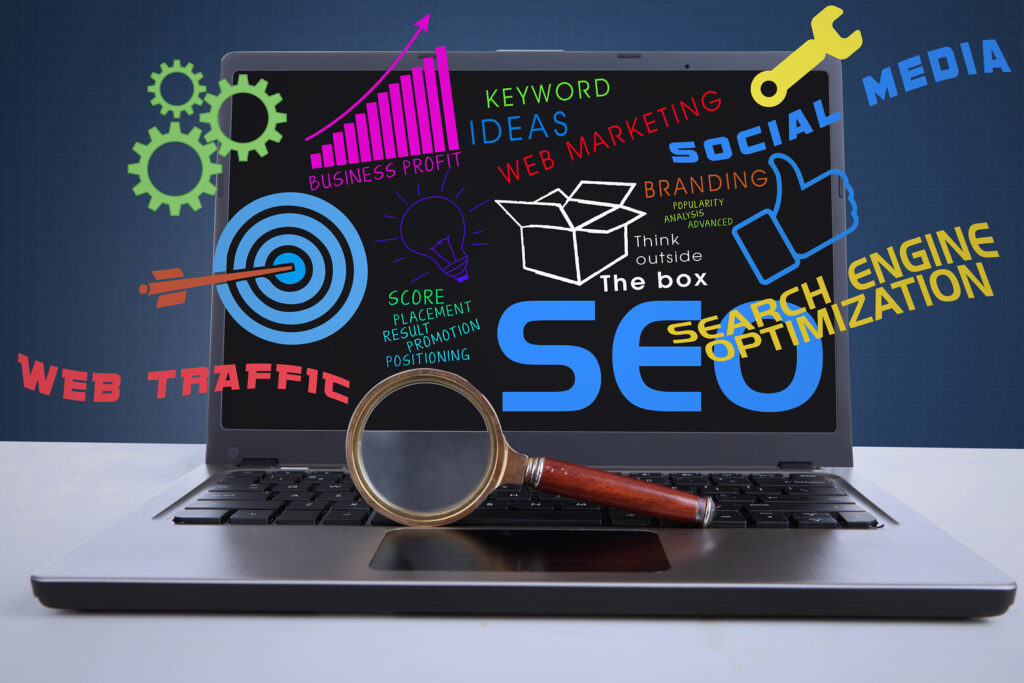 KEYWORD
IDEAS
WEB MARKETING
SOCIAL MEDIA
BUSINESS PROFIT
BRANDING
POPULARITY
ANALYSIS
ADVANCED
Think
outside
The box
SEARCH ENGINE
OPTIMIZATION
SCORE
PLACEMENT
RESULT
PROMOTION
POSITIONING
SEO
WEB TRAFFIC